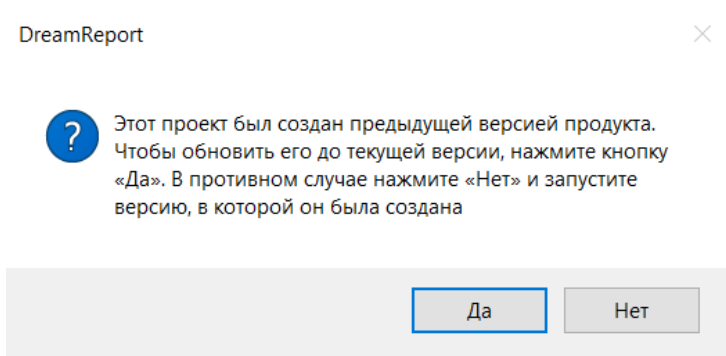 DreamReport
Этот проект был создан предыдущей версией продукта.
Чтобы обновить его до текущей версии, нажмите кнопку
«Да». В противном случае нажмите «Нет» и запустите
версию, в которой он была создана
Да
Нет